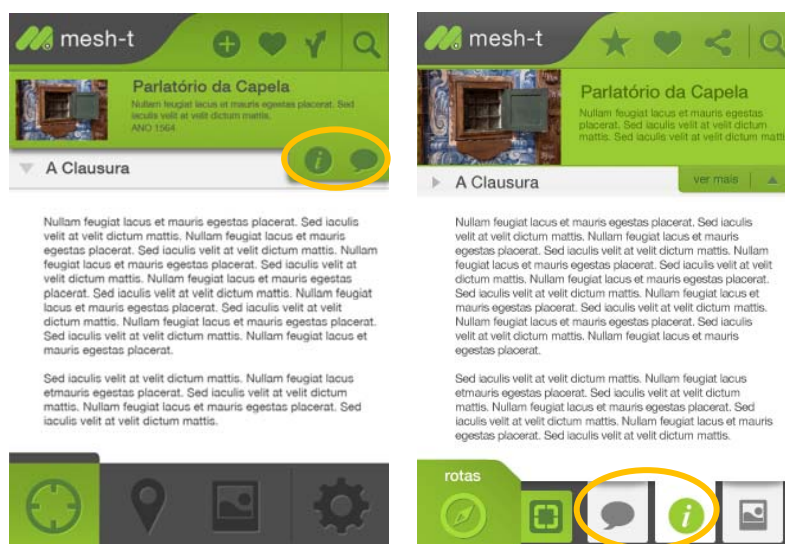 mesh-t
Parlatório da Capela
Nullam feugiat lacus et mauris egestas placerat. Sed
iaculis velit at velit dictum mattis.
ANO 1564.
A Clausura
Nullam feugiat lacus et mauris egestas placerat. Sed iaculis
velit at velit dictum mattis. Nullam feugiat lacus et mauris
egestas placerat. Sed iaculis velit at velit dictum mattis. Nullam
feugiat lacus et mauris egestas placerat. Sed iaculis velit at
velit dictum mattis. Nullam feugiat lacus et mauris egestas
placerat. Sed iaculis velit at velit dictum mattis. Nullam feugiat
lacus et mauris egestas placerat. Sed iaculis velit at velit
dictum mattis. Nullam feugiat lacus et mauris egestas placerat.
Sed iaculis velit at velit dictum mattis. Nullam feugiat lacus et
mauris egestas placerat.
Sed iaculis velit at velit dictum mattis. Nullam feugiat lacus
etmauris egestas placerat. Sed iaculis velit at velit dictum
mattis. Nullam feugiat lacus et mauris egestas placerat. Sed
iaculis velit at velit dictum mattis.
mesh-t
Parlatório da Capela
Nullam feugiat lacus et mauris egestas
placerat. Sed iaculis velit at velit dictum
mattis. Sed iaculis velit at velit dictum matti
A Clausura
ver mais
Nullam feugiat lacus et mauris egestas placerat. Sed iaculis
velit at velit dictum mattis. Nullam feugiat lacus et mauris
egestas placerat. Sed iaculis velit at velit dictum mattis. Nullam
feugiat lacus et mauris egestas placerat. Sed iaculis velit at velit
dictum mattis. Nullam feugiat lacus et mauris egestas placerat.
Sed iaculis velit at velit dictum mattis. Nullam feugiat lacus et
mauris egestas placerat. Sed iaculis velit at velit dictum mattis.
Nullam feugiat lacus et mauris egestas placerat. Sed iaculis
velit at velit dictum mattis. Nullam feugiat lacus et mauris
egestas placerat.
Sed iaculis velit at velit dictum mattis. Nullam feugiat lacus
etmauris egestas placerat. Sed iaculis velit at velit dictum
mattis. Nullam feugiat lacus et mauris egestas placerat. Sed
iaculis velit at velit dictum mattis. Nullam feugiat lacus et mauris
egestas placerat. Sed iaculis velit at velit dictum mattis.
rotas